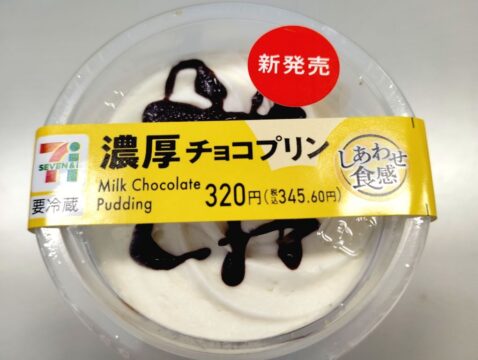 新発売
SEVEN&i
要冷蔵
濃厚チョコプリン
Milk Chocolate
Pudding
320円(税込345.60円)
しあわせ
食感